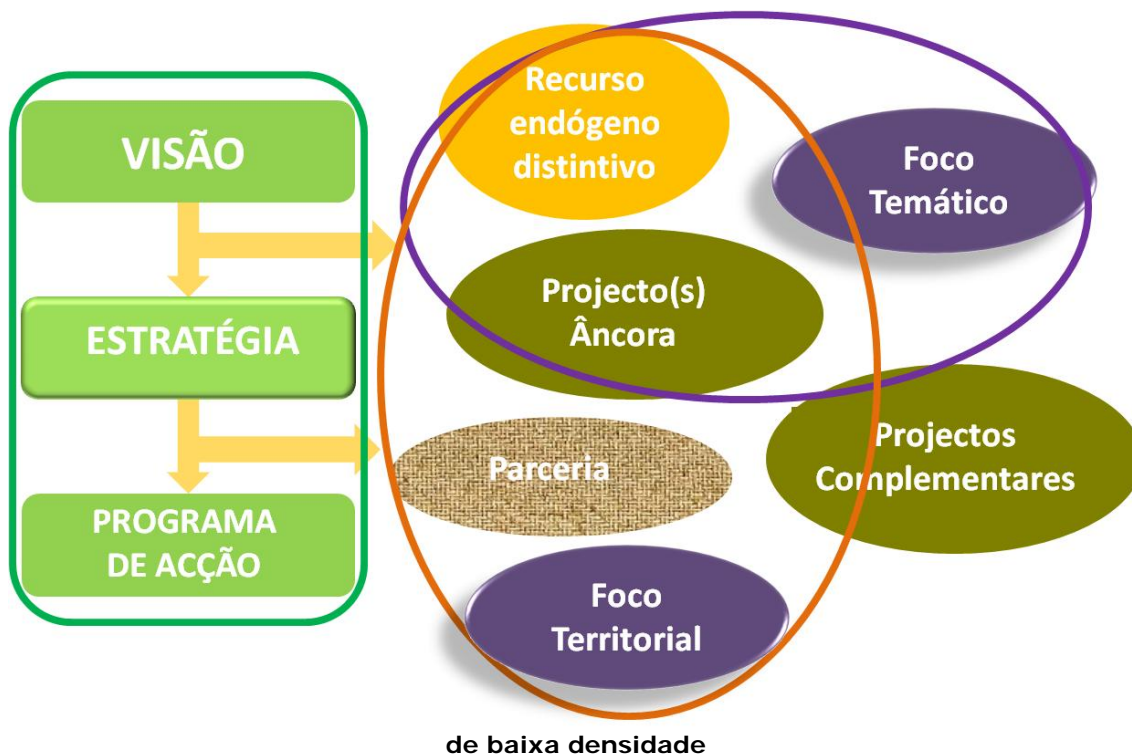 VISÃO
ESTRATÉGIA
PROGRAMA
DE ACÇÃO
Recurso
endógeno
distintivo
Foco
Temático
Projecto(s)
Âncora
Projectos
Complementares
Parceria
Foco
Territorial
de baixa densidade